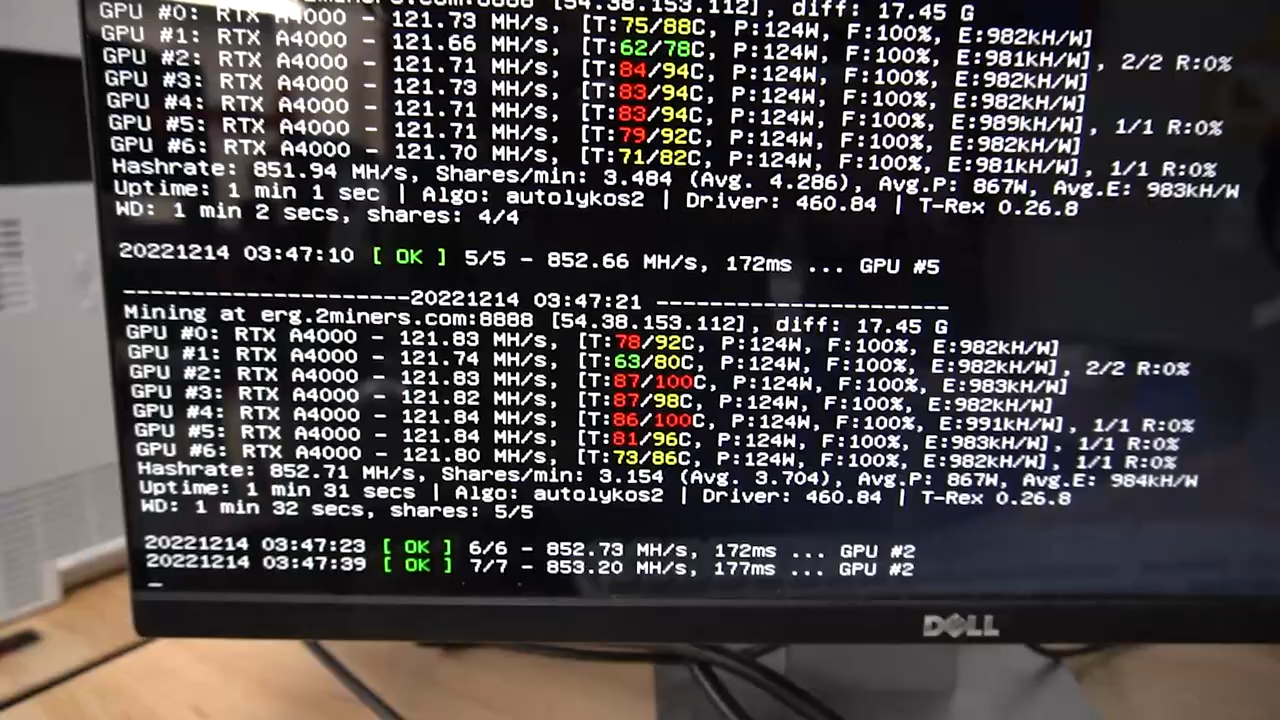 2miners.com:8888 [54.38.153.112], diff: 17.45 G
GPU #0: RTX A4000 - 121.73 MH/s, [T:75/88C, P:124W, F:100%, E:982kH/W]
GPU #1: RTX A4000 - 121.66 MH/s, [T:62/78C, P:124W, F:100%, E:981kH/W], 2/2 R:0%
GPU #2: RTX A4000 - 121.71 MH/s, [T:84/94C, P:124W, F:100%, E:982kH/W]
GPU #3: RTX A4000 - 121.73 MH/s, [T:83/94C, P:124W, F:100%, E:982kH/W]
GPU #4: RTX A4000 - 121.71 MH/s, [T:83/94C, P:124W, F:100%, E:989kH/W], 1/1 R:0%
GPU #5: RTX A4000 - 121.71 MH/s, [T:79/92C, P:124W, F:100%, E:982kH/W]
GPU #6: RTX A4000 - 121.70 MH/s, [T:71/82C, P:124W, F:100%, E:981kH/W], 1/1 R:0%
Hashrate: 851.94 MH/s, Shares/min: 3.484 (Avg. 4.286), Avg.P: 867W, Avg.E: 983kH/W
Uptime: 1 min 1 sec | Algo: autolykos2 | Driver: 460.84 | T-Rex 0.26.8
WD: 1 min 2 secs, shares: 4/4
20221214 03:47:10 [ OK ] 5/5 - 852.66 MH/s, 172ms ... GPU #5
----------------------20221214 03:47:21 ----------------------
Mining at erg.2miners.com:8888 [54.38.153.112], diff: 17.45 G
GPU #0: RTX A4000 - 121.83 MH/s, [T:78/92C, P:124W, F:100%, E:982kH/W]
GPU #1: RTX A4000 - 121.74 MH/s, [T:63/80C, P:124W, F:100%, E:982kH/W], 2/2 R:0%
GPU #2: RTX A4000 - 121.83 MH/s, [T:87/100C, P:124W, F:100%, E:983kH/W]
GPU #3: RTX A4000 - 121.82 MH/s, [T:87/98C, P:124W, F:100%, E:982kH/W]
GPU #4: RTX A4000 - 121.84 MH/s, [T:86/100C, P:124W, F:100%, E:991kH/W], 1/1 R:0%
GPU #5: RTX A4000 - 121.84 MH/s, [T:81/96C, P:124W, F:100%, E:983kH/W], 1/1 R:0%
GPU #6: RTX A4000 - 121.80 MH/s, [T:73/86C, P:124W, F:100%, E:982kH/W], 1/1 R:0%
Hashrate: 852.71 MH/s, Shares/min: 3.154 (Avg. 3.704), Avg.P: 867W, Avg.E: 984kH/W
Uptime: 1 min 31 secs | Algo: autolykos2 | Driver: 460.84 | T-Rex 0.26.8
WD: 1 min 32 secs, shares: 5/5
20221214 03:47:23 [ OK ] 6/6 - 852.73 MH/s, 172ms ... GPU #2
20221214 03:47:39 [ OK ] 7/7 - 853.20 MH/s, 177ms ... GPU #2
DELL